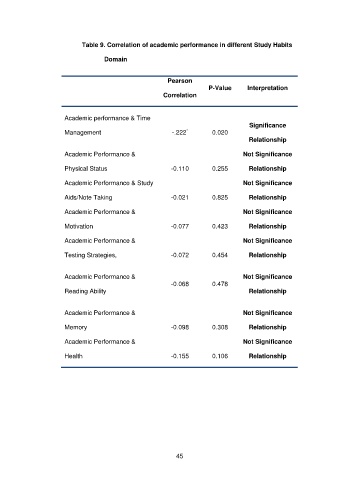 Table 9. Correlation of academic performance in different Study Habits
Domain
Pearson
Correlation P-Value Interpretation
Academic performance & Time
Management -.222* 0.020 Significance
Relationship
Academic Performance & Not Significance
Physical Status -0.110 0.255 Relationship
Academic Performance & Study Not Significance
Aids/Note Taking -0.021 0.825 Relationship
Academic Performance & Not Significance
Motivation -0.077 0.423 Relationship
Academic Performance & Not Significance
Testing Strategies, -0.072 0.454 Relationship
Academic Performance & Not Significance
Reading Ability -0.068 0.478 Relationship
Academic Performance & Not Significance
Memory -0.098 0.308 Relationship
Academic Performance & Not Significance
Health -0.155 0.106 Relationship
45